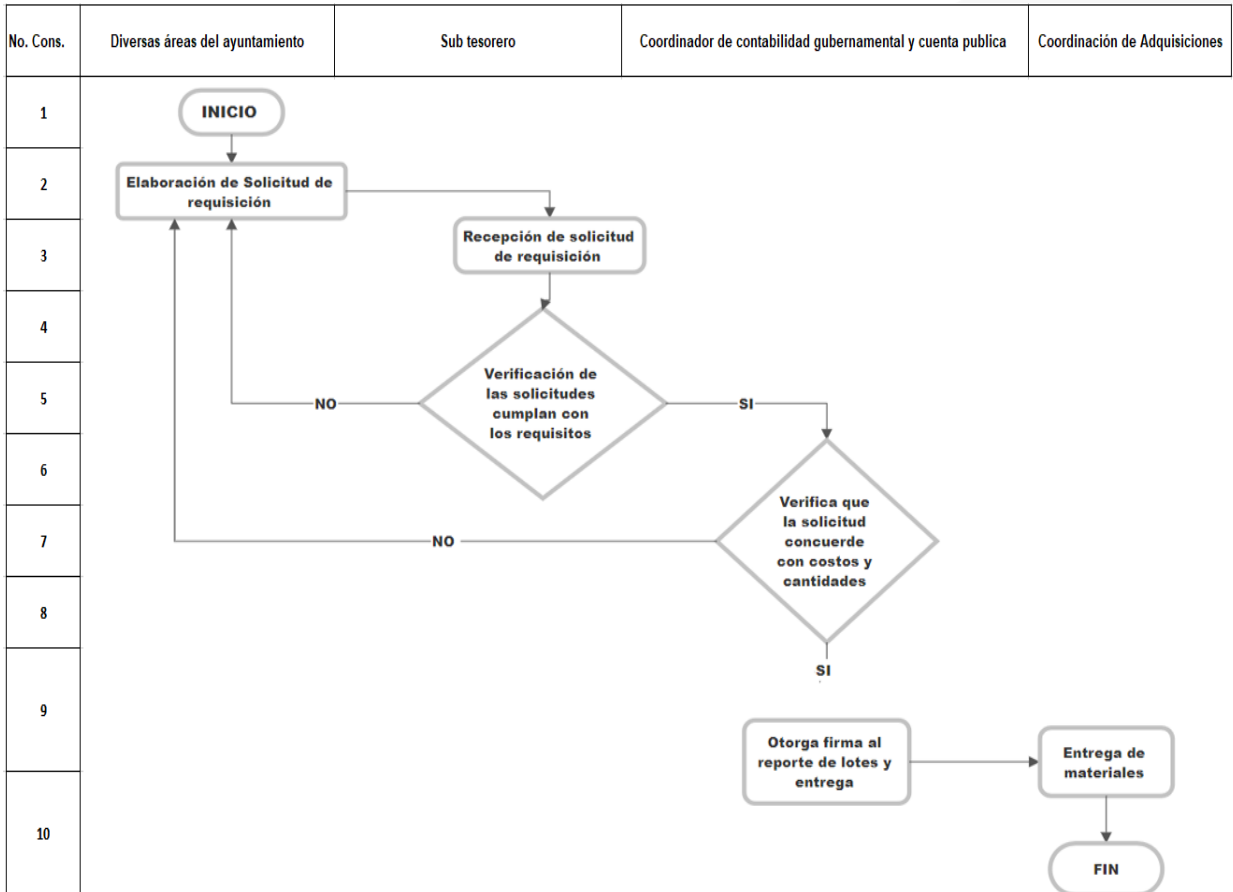 No. Cons.
Diversas áreas del ayuntamiento
Sub tesorero
Coordinador de contabilidad gubernamental y cuenta publica
Coordinación de Adquisiciones
1
INICIO
2
Elaboración de Solicitud de
requisición
3
Recepción de solicitud
de requisición
4
Verificación de
las solicitudes
cumplan con
los requisitos
5
NO
SI
6
Verifica que
la solicitud
concuerde
con costos y
cantidades
7
NO
8
SI
9
Otorga firma al
reporte de lotes y
entrega
Entrega de
materiales
10
FIN